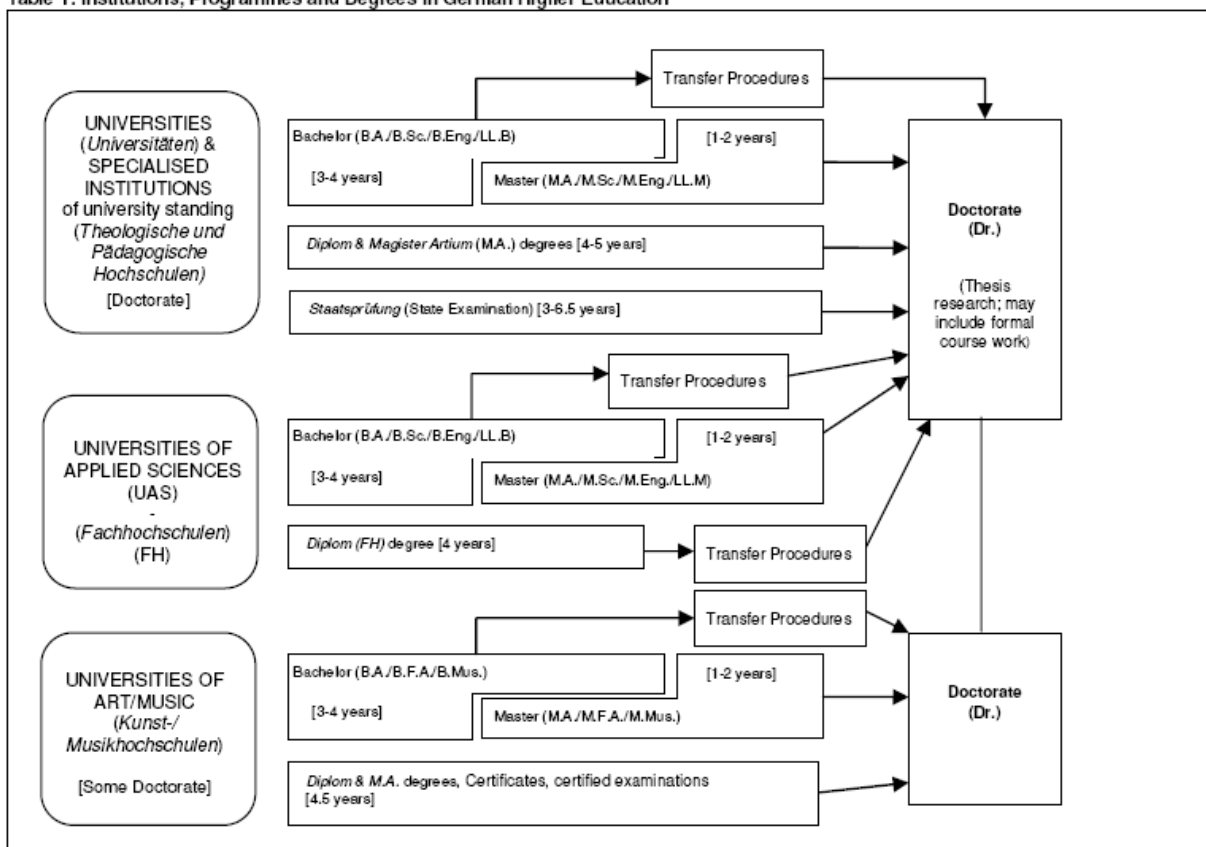 Table 1: Institutions, Programmes and Degrees in German Higher Education
UNIVERSITIES
(Universitäten) &
SPECIALISED
INSTITUTIONS
of university standing
(Theologische und
Pädagogische
Hochschulen)
[Doctorate]
Transfer Procedures
Bachelor (B.A./B.Sc./B.Eng./LL.B)
[3-4 years]
[1-2 years]
Master (M.A./M.Sc./M.Eng./LL.M)
Diplom & Magister Artium (M.A.) degrees [4-5 years]
Staatsprüfung (State Examination) [3-6.5 years]
Doctorate
(Dr.)
(Thesis
research; may
include formal
course work)
UNIVERSITIES OF
APPLIED SCIENCES
(UAS)
-
(Fachhochschulen)
(FH)
Transfer Procedures
Bachelor (B.A./B.Sc./B.Eng./LL.B)
[3-4 years]
[1-2 years]
Master (M.A./M.Sc./M.Eng./LL.M)
Diplom (FH) degree [4 years]
Transfer Procedures
UNIVERSITIES OF
ART/MUSIC
(Kunst-/
Musikhochschulen)
[Some Doctorate]
Transfer Procedures
Bachelor (B.A./B.F.A./B.Mus.)
[3-4 years]
[1-2 years]
Master (M.A./M.F.A./M.Mus.)
Diplom & M.A. degrees, Certificates, certified examinations
[4.5 years]
Doctorate
(Dr.)